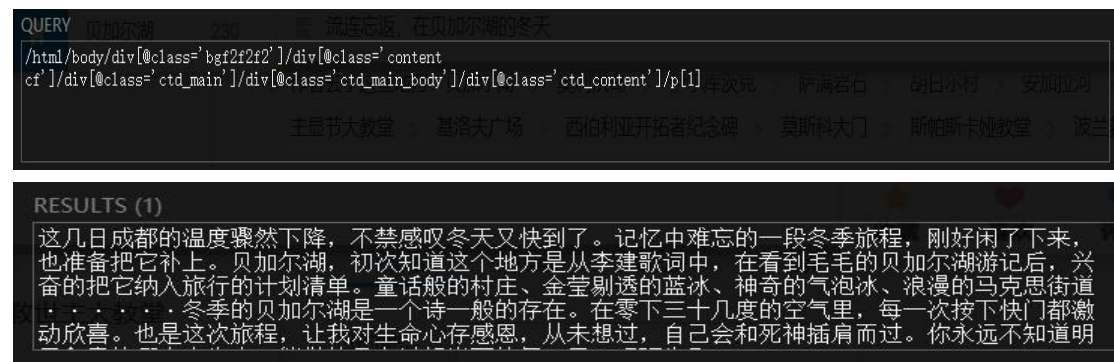 QUERY
贝加尔湖 230 流连忘返，在贝加尔湖的冬天
/html/body/div[@class='bgf2f2f2']/div[@class='content
cf']/div[@class='ctd_main']/div[@class='ctd_main_body']/div[@class='ctd_content']/p[1]
萨满岩石 胡日尔村 安加拉河
主显节大教堂 基洛夫广场 西伯利亚开拓者纪念碑 莫斯科大门 斯帕斯卡娅教堂
RESULTS (1)
这几日成都的温度骤然下降，不禁感叹冬天又快到了。记忆中难忘的一段冬季旅程，刚好闲了下来，
也准备把它补上。贝加尔湖，初次知道这个地方是从李建歌词中，在看到毛毛的贝加尔湖游记后，兴
奋的把它纳入旅行的计划清单。童话般的村庄、金莹剔透的蓝冰、神奇的气泡冰、浪漫的马克思街道
······冬季的贝加尔湖是一个诗一般的存在。在零下三十几度的空气里，每一次按下快门都激
动欣喜。也是这次旅程，让我对生命心存感恩，从未想过，自己会和死神插肩而过。你永远不知道明